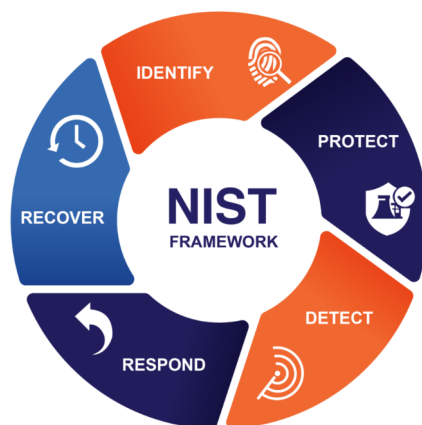 IDENTIFY
PROTECT
NIST
FRAMEWORK
RECOVER
DETECT
RESPOND